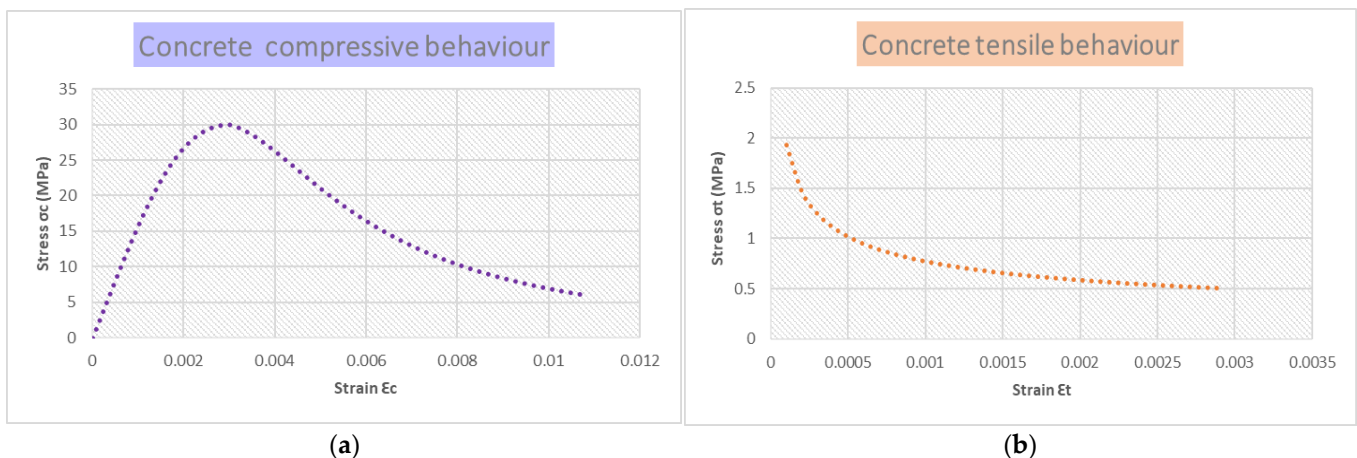 Concrete compressive behaviour
35
30
25
20
15
10
5
0
Stress σc (MPa)
0 0.002 0.004 0.006 0.008 0.01 0.012
Strain Ɛc
(a)
Concrete tensile behaviour
2.5
2
1.5
1
0.5
0
Stress σt (MPa)
0 0.0005 0.001 0.0015 0.002 0.0025 0.003 0.0035
Strain Ɛt
(b)